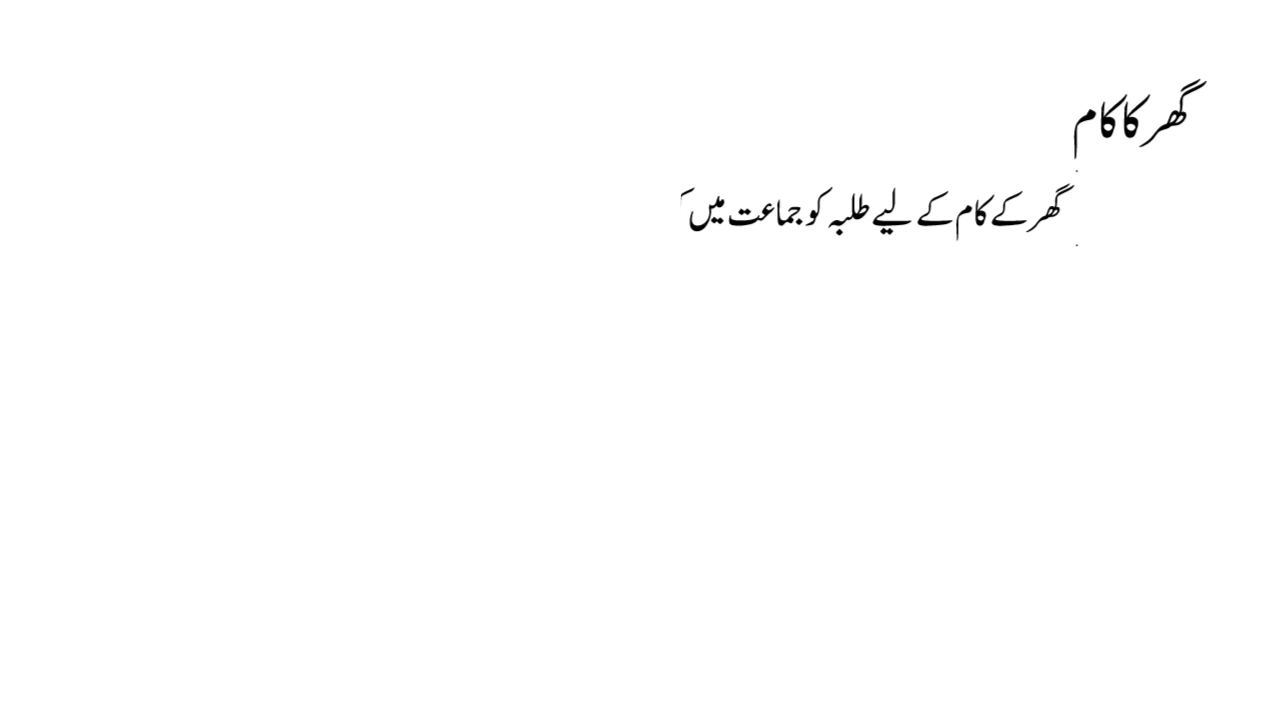 گھر کا کام
گھر کے کام کے لیے طلبہ کو جماعت میں